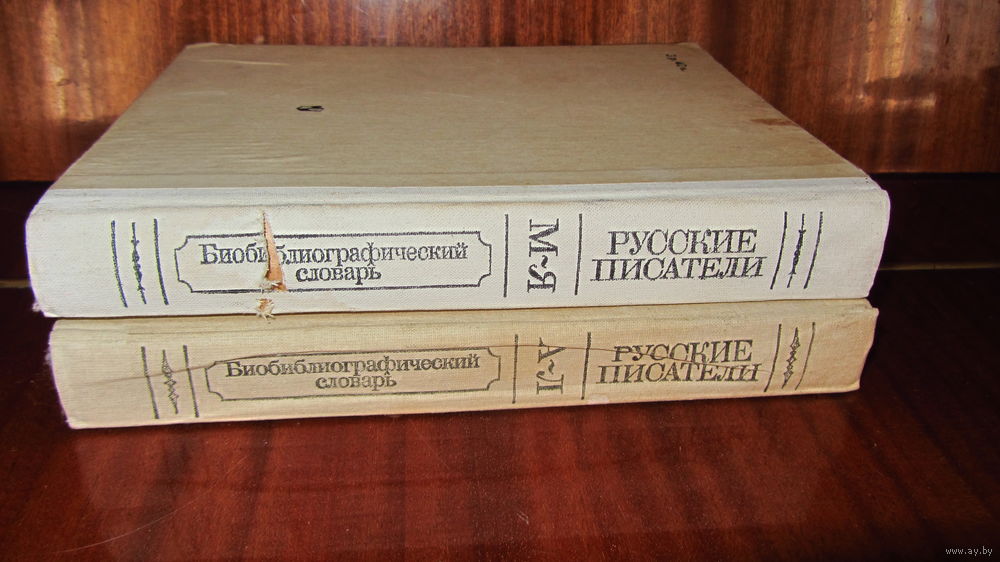 Биобиблиографический
словарь
М~Я
РУССКИЕ
ПИСАТЕЛИ
Биобиблиографический
словарь
А~Л
РУССКИЕ
ПИСАТЕЛИ
www.ay.by